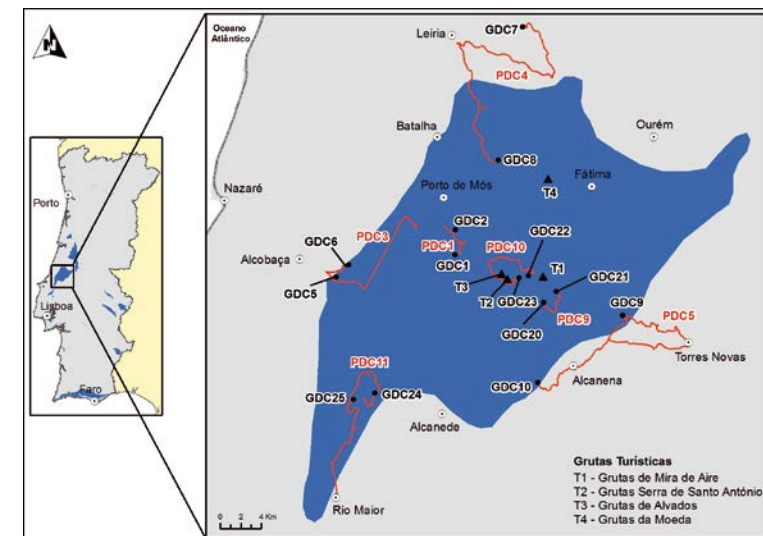 Oceano
Atlântico
N
Leiria
GDC7
PDC4
Batalha
Ourém
GDC8
Nazaré
Porto de Mós
T4
Fátima
Porto
GDC2
GDC22
GDC6
PDC3
PDC1
PDC10
Alcobaça
GDC1
T3
T1
GDC21
GDC5
T2
GDC23
GDC9
Lisboa
GDC20
PDC9
PDC5
Torres Novas
PDC11
Alcanena
GDC10
Faro
GDC25
GDC24
Alcanede
Grutas Turísticas
T1 - Grutas de Mira de Aire
T2 - Grutas Serra de Santo António
T3 - Grutas de Alvados
T4 - Grutas da Moeda
Rio Maior
0 2 4 Km